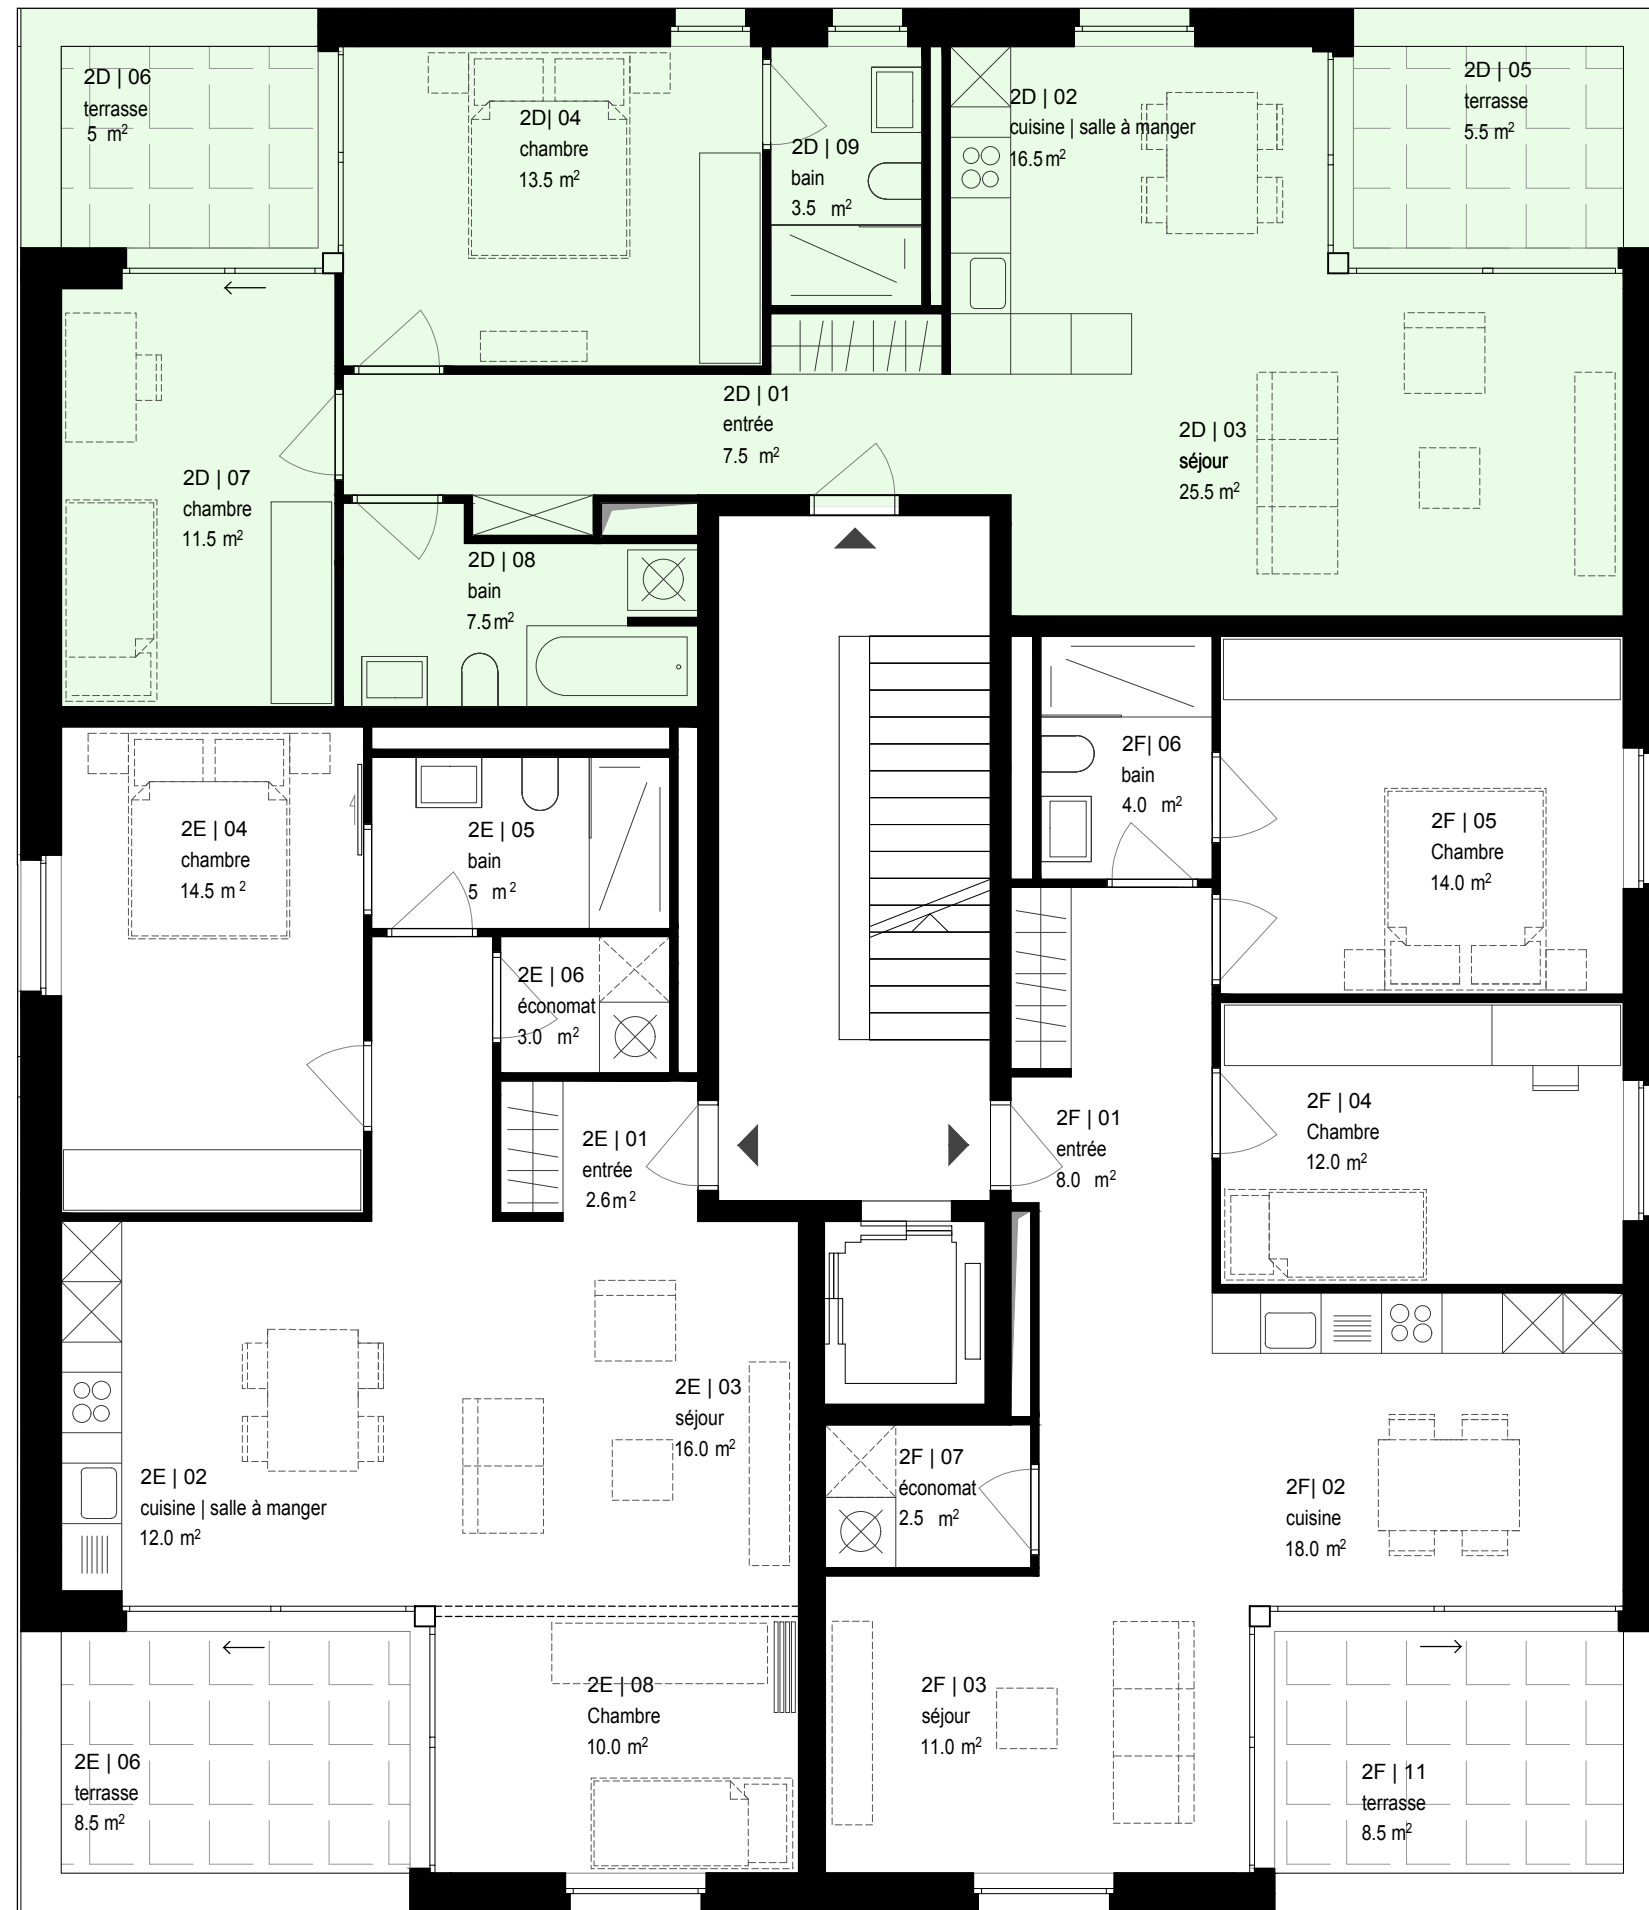 2D | 06
terrasse
5 m²
2D| 04
chambre
13.5 m²
2D | 09
bain
3.5 m²
2D | 02
cuisine | salle à manger
16.5 m²
2D | 05
terrasse
5.5 m²
2D | 01
entrée
7.5 m²
2D | 03
séjour
25.5 m²
2D | 07
chambre
11.5 m²
2D | 08
bain
7.5 m²
2E | 04
chambre
14.5 m²
2E | 05
bain
5 m²
2F| 06
bain
4.0 m²
2F | 05
Chambre
14.0 m²
2E | 06
économat
3.0 m²
2E | 01
entrée
2.6 m²
2F | 01
entrée
8.0 m²
2F | 04
Chambre
12.0 m²
2E | 03
séjour
16.0 m²
2E | 02
cuisine | salle à manger
12.0 m²
2F | 07
économat
2.5 m²
2F| 02
cuisine
18.0 m²
2E | 08
Chambre
10.0 m²
2F | 03
séjour
11.0 m²
2E | 06
terrasse
8.5 m²
2F | 11
terrasse
8.5 m²